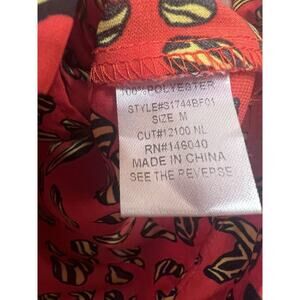 100% POLYESTER
STYLE#S1744BF01
SIZE M
CUT#12100 NL
RN#146040
MADE IN CHINA
SEE THE REVERSE